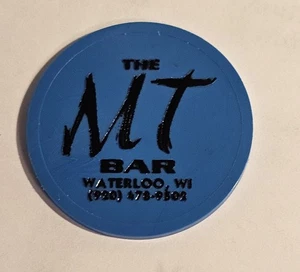 THE
MT
BAR
WATERLOO, WI
(920) 478-9502